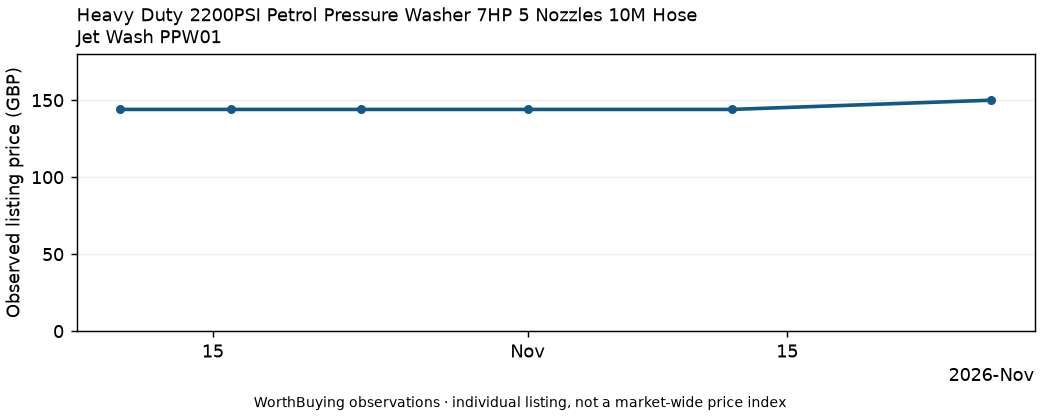 Heavy Duty 2200PSI Petrol Pressure Washer 7HP 5 Nozzles 10M Hose
Jet Wash PPW01
Observed listing price (GBP)
150
100
50
0
15
Nov
15
2026-Nov
WorthBuying observations · individual listing, not a market-wide price index